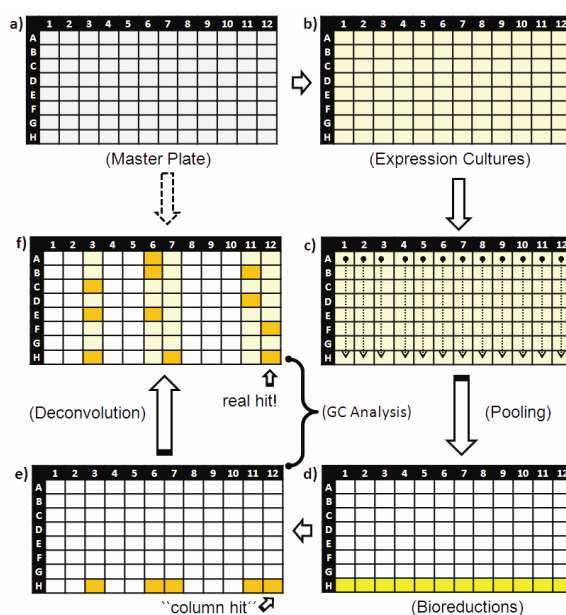 a)
1 2 3 4 5 6 7 8 9 10 11 12
A
B
C
D
E
F
G
H
(Master Plate)
b)
1 2 3 4 5 6 7 8 9 10 11 12
A
B
C
D
E
F
G
H
(Expression Cultures)
f)
1 2 3 4 5 6 7 8 9 10 11 12
A
B
C
D
E
F
G
H
real hit!
c)
1 2 3 4 5 6 7 8 9 10 11 12
A
B
C
D
E
F
G
H
(Deconvolution)
(GC Analysis)
(Pooling)
e)
1 2 3 4 5 6 7 8 9 10 11 12
A
B
C
D
E
F
G
H
``column hit´´
d)
1 2 3 4 5 6 7 8 9 10 11 12
A
B
C
D
E
F
G
H
(Bioreductions)